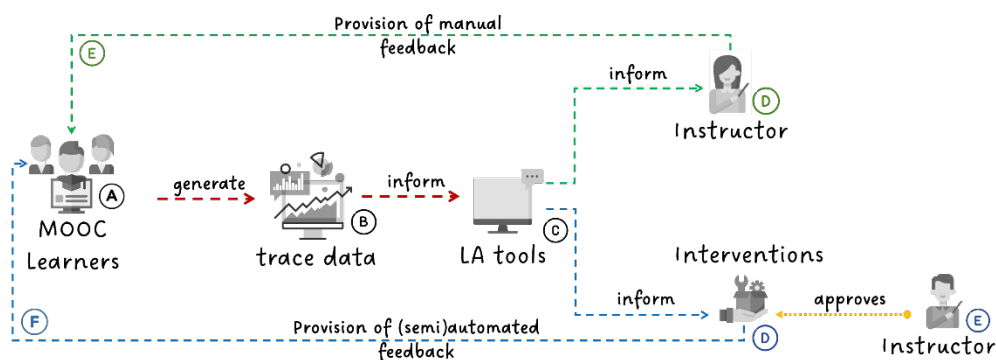 Provision of manual
feedback
E
inform
D
Instructor
A
generate
inform
B
C
MOOC
Learners
trace data
LA tools
Interventions
inform
approves
D
E
Instructor
F
Provision of (semi)automated
feedback